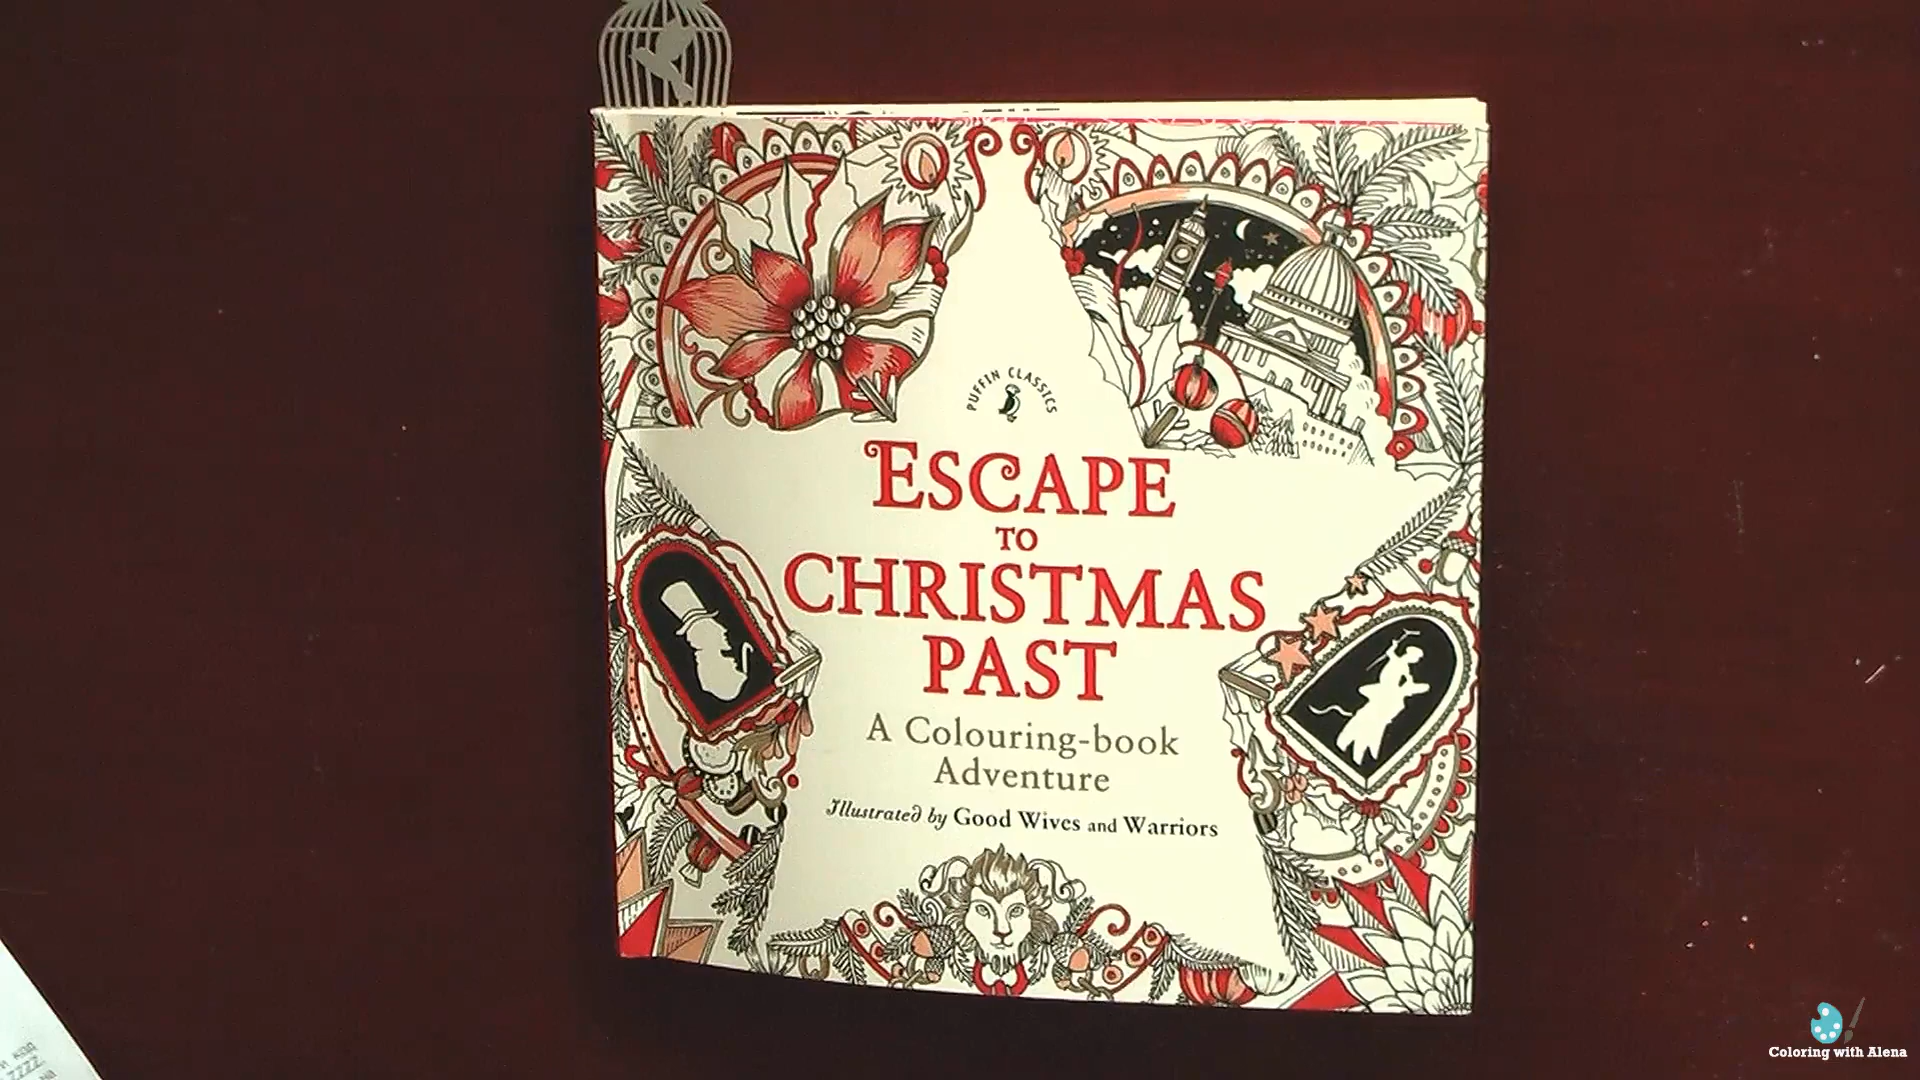 PUFFIN CLASSICS
ESCAPE
TO
CHRISTMAS
PAST
A Colouring-book
Adventure
Illustrated by Good Wives and Warriors
Coloring with Alena